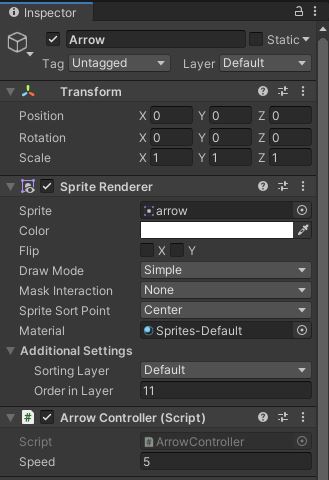 Inspector
Arrow Static
Tag Untagged Layer Default
Transform
Position X 0 Y 0 Z 0
Rotation X 0 Y 0 Z 0
Scale X 1 Y 1 Z 1
Sprite Renderer
Sprite arrow
Color
Flip X Y
Draw Mode Simple
Mask Interaction None
Sprite Sort Point Center
Material Sprites-Default
Additional Settings
Sorting Layer Default
Order in Layer 11
# Arrow Controller (Script)
Script # ArrowController
Speed 5